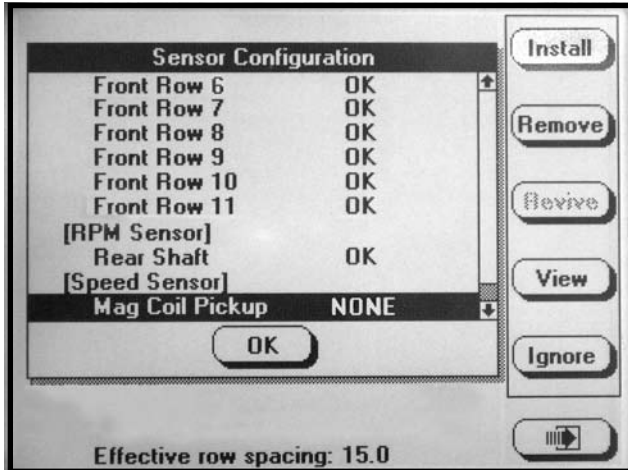 Sensor Configuration
Front Row 6 OK
Front Row 7 OK
Front Row 8 OK
Front Row 9 OK
Front Row 10 OK
Front Row 11 OK
[RPM Sensor]
Rear Shaft OK
[Speed Sensor]
Mag Coil Pickup NONE
OK
Effective row spacing: 15.0
Install
Remove
Revive
View
Ignore